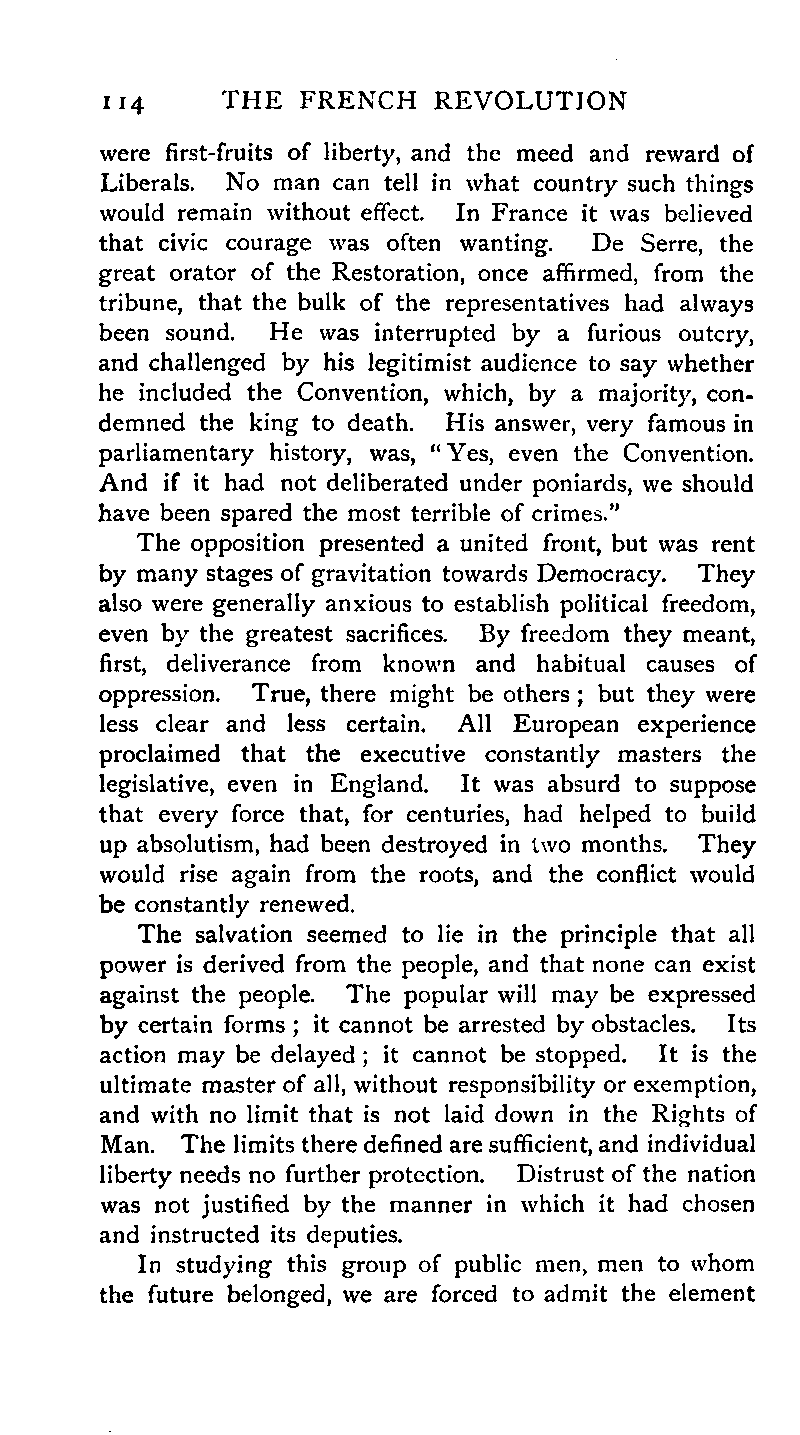 114 THE FRENCH REVOLUTION
were first-fruits of liberty, and the meed and reward of
Liberals. No man can tell in what country such things
would remain without effect. In France it was believed
that civic courage was often wanting. De Serre, the
great orator of the Restoration, once affirmed, from the
tribune, that the bulk of the representatives had always
been sound. He was interrupted by a furious outcry,
and challenged by his legitimist audience to say whether
he included the Convention, which, by a majority, con-
demned the king to death. His answer, very famous in
parliamentary history, was, “Yes, even the Convention.
And if it had not deliberated under poniards, we should
have been spared the most terrible of crimes.”
The opposition presented a united front, but was rent
by many stages of gravitation towards Democracy. They
also were generally anxious to establish political freedom,
even by the greatest sacrifices. By freedom they meant,
first, deliverance from known and habitual causes of
oppression. True, there might be others ; but they were
less clear and less certain. All European experience
proclaimed that the executive constantly masters the
legislative, even in England. It was absurd to suppose
that every force that, for centuries, had helped to build
up absolutism, had been destroyed in two months. They
would rise again from the roots, and the conflict would
be constantly renewed.
The salvation seemed to lie in the principle that all
power is derived from the people, and that none can exist
against the people. The popular will may be expressed
by certain forms ; it cannot be arrested by obstacles. Its
action may be delayed ; it cannot be stopped. It is the
ultimate master of all, without responsibility or exemption,
and with no limit that is not laid down in the Rights of
Man. The limits there defined are sufficient, and individual
liberty needs no further protection. Distrust of the nation
was not justified by the manner in which it had chosen
and instructed its deputies.
In studying this group of public men, men to whom
the future belonged, we are forced to admit the element